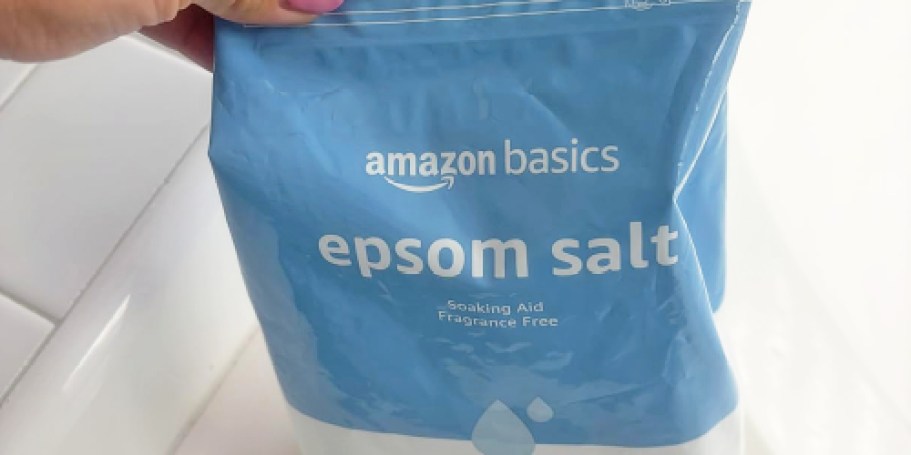 amazon basics
epsom salt
Soaking Aid
Fragrance Free